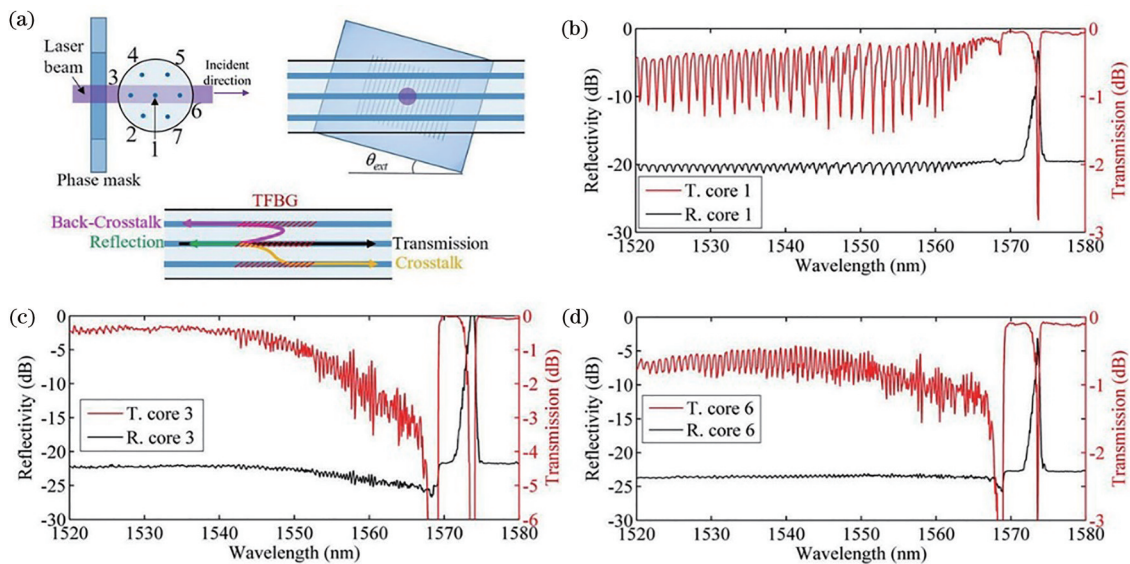 (a)
Laser
beam
4
5
3
Incident
direction
6
2
7
1
Phase mask
θext
TFBG
Back-Crosstalk
Reflection
Transmission
Crosstalk
(b)
0
-10
-20
-30
Reflectivity (dB)
T. core 1
R. core 1
0
-1
-2
-3
Transmission (dB)
1520 1530 1540 1550 1560 1570 1580
Wavelength (nm)
(c)
0
-5
-10
-15
-20
-25
-30
Reflectivity (dB)
T. core 3
R. core 3
0
-1
-2
-3
-4
-5
-6
Transmission (dB)
1520 1530 1540 1550 1560 1570 1580
Wavelength (nm)
(d)
0
-5
-10
-15
-20
-25
-30
Reflectivity (dB)
T. core 6
R. core 6
0
-1
-2
-3
Transmission (dB)
1520 1530 1540 1550 1560 1570 1580
Wavelength (nm)